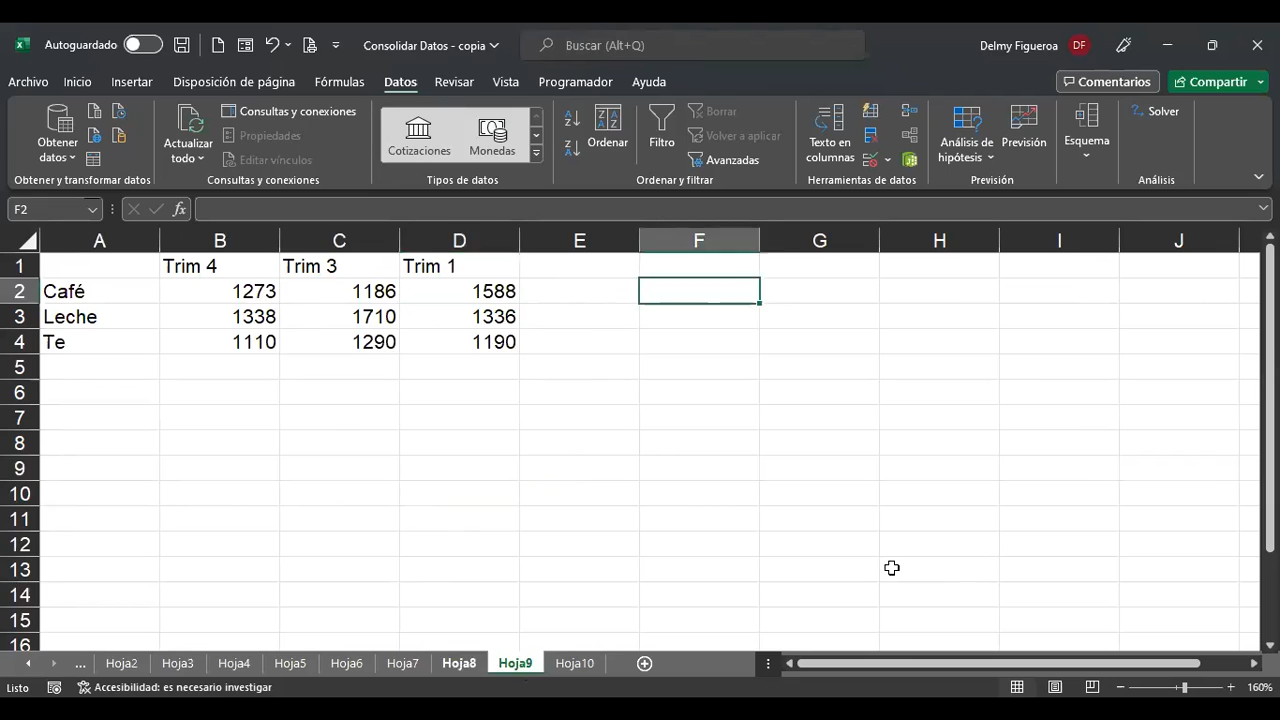 Autoguardado Consolidar Datos - copia Buscar (Alt+Q) Delmy Figueroa DF
Archivo Inicio Insertar Disposición de página Fórmulas Datos Revisar Vista Programador Ayuda Comentarios Compartir
Obtener datos
Obtener y transformar datos
Actualizar todo
Consultas y conexiones
Propiedades
Editar vínculos
Consultas y conexiones
Cotizaciones Monedas
Tipos de datos
Ordenar
Filtro
Borrar
Volver a aplicar
Avanzadas
Ordenar y filtrar
Texto en columnas
Herramientas de datos
Análisis de hipótesis
Previsión
Previsión
Esquema
Solver
Análisis
F2 fx
A B C D E F G H I J
1 Trim 4 Trim 3 Trim 1
2 Café 1273 1186 1588
3 Leche 1338 1710 1336
4 Te 1110 1290 1190
5
6
7
8
9
10
11
12
13
14
15
16
... Hoja2 Hoja3 Hoja4 Hoja5 Hoja6 Hoja7 Hoja8 Hoja9 Hoja10
Listo Accesibilidad: es necesario investigar 160%